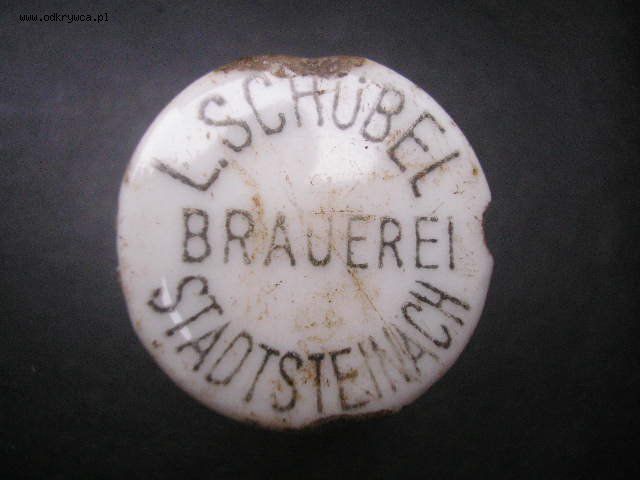 www.odkrywca.pl
L. SCHÜBEL
BRAUEREI
STADTSTEINACH